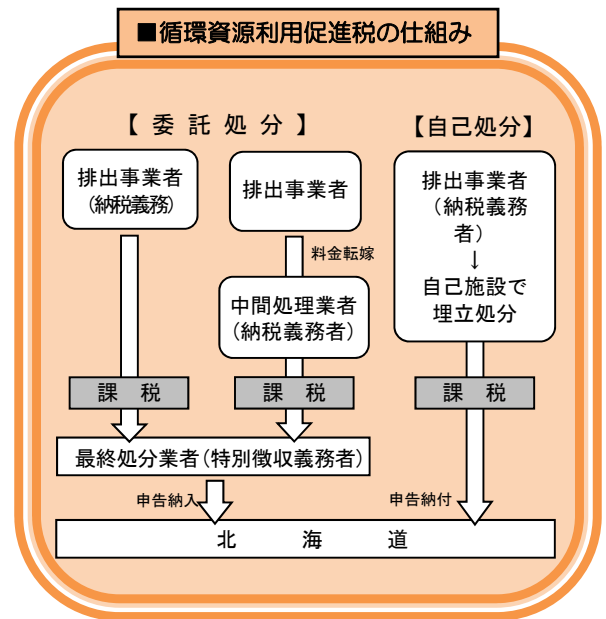 ■循環資源利用促進税の仕組み
【委託処分】
【自己処分】
排出事業者
(納税義務)
排出事業者
料金転嫁
中間処理業者
(納税義務者)
排出事業者
(納税義務
者)
↓
自己施設で
埋立処分
課税
課税
課税
最終処分業者(特別徴収義務者)
申告納入
申告納付
北海道